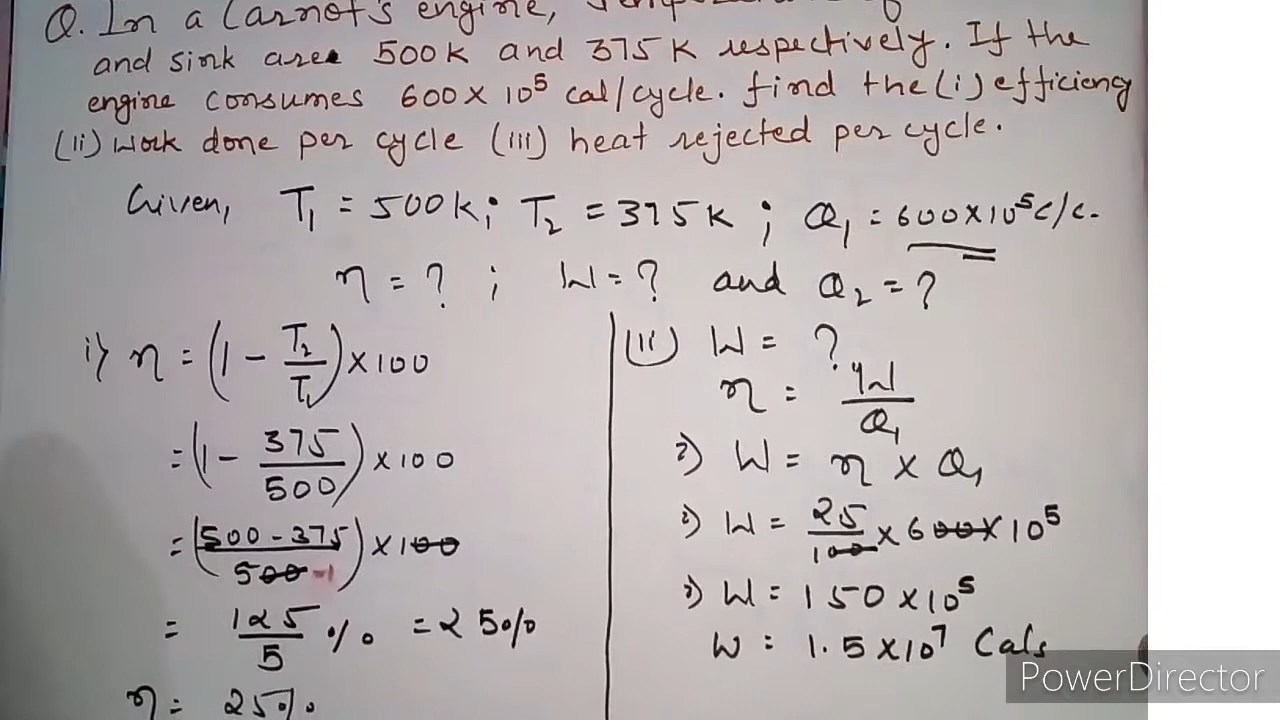 Q. In a Carnot's engine,
and sink are 500K and 375K respectively. If the
engine consumes 600 × 10⁵ cal/cycle. find the (i) efficiency
(ii) work done per cycle (iii) heat rejected per cycle.
Given, T₁ = 500K; T₂ = 375K ; Q₁ = 600×10⁵ c/c.
η = ? ; W = ? and Q₂ = ?
i) η = (1 - T₂/T₁) × 100
= (1 - 375/500) × 100
= (500 - 375/500) × 100
= 125/5 % = 25%
η = 25%
(ii) W = ?
η = W/Q₁
⇒ W = η × Q₁
⇒ W = 25/100 × 600 × 10⁵
⇒ W = 150 × 10⁵
W = 1.5 × 10⁷ Cals
PowerDirector